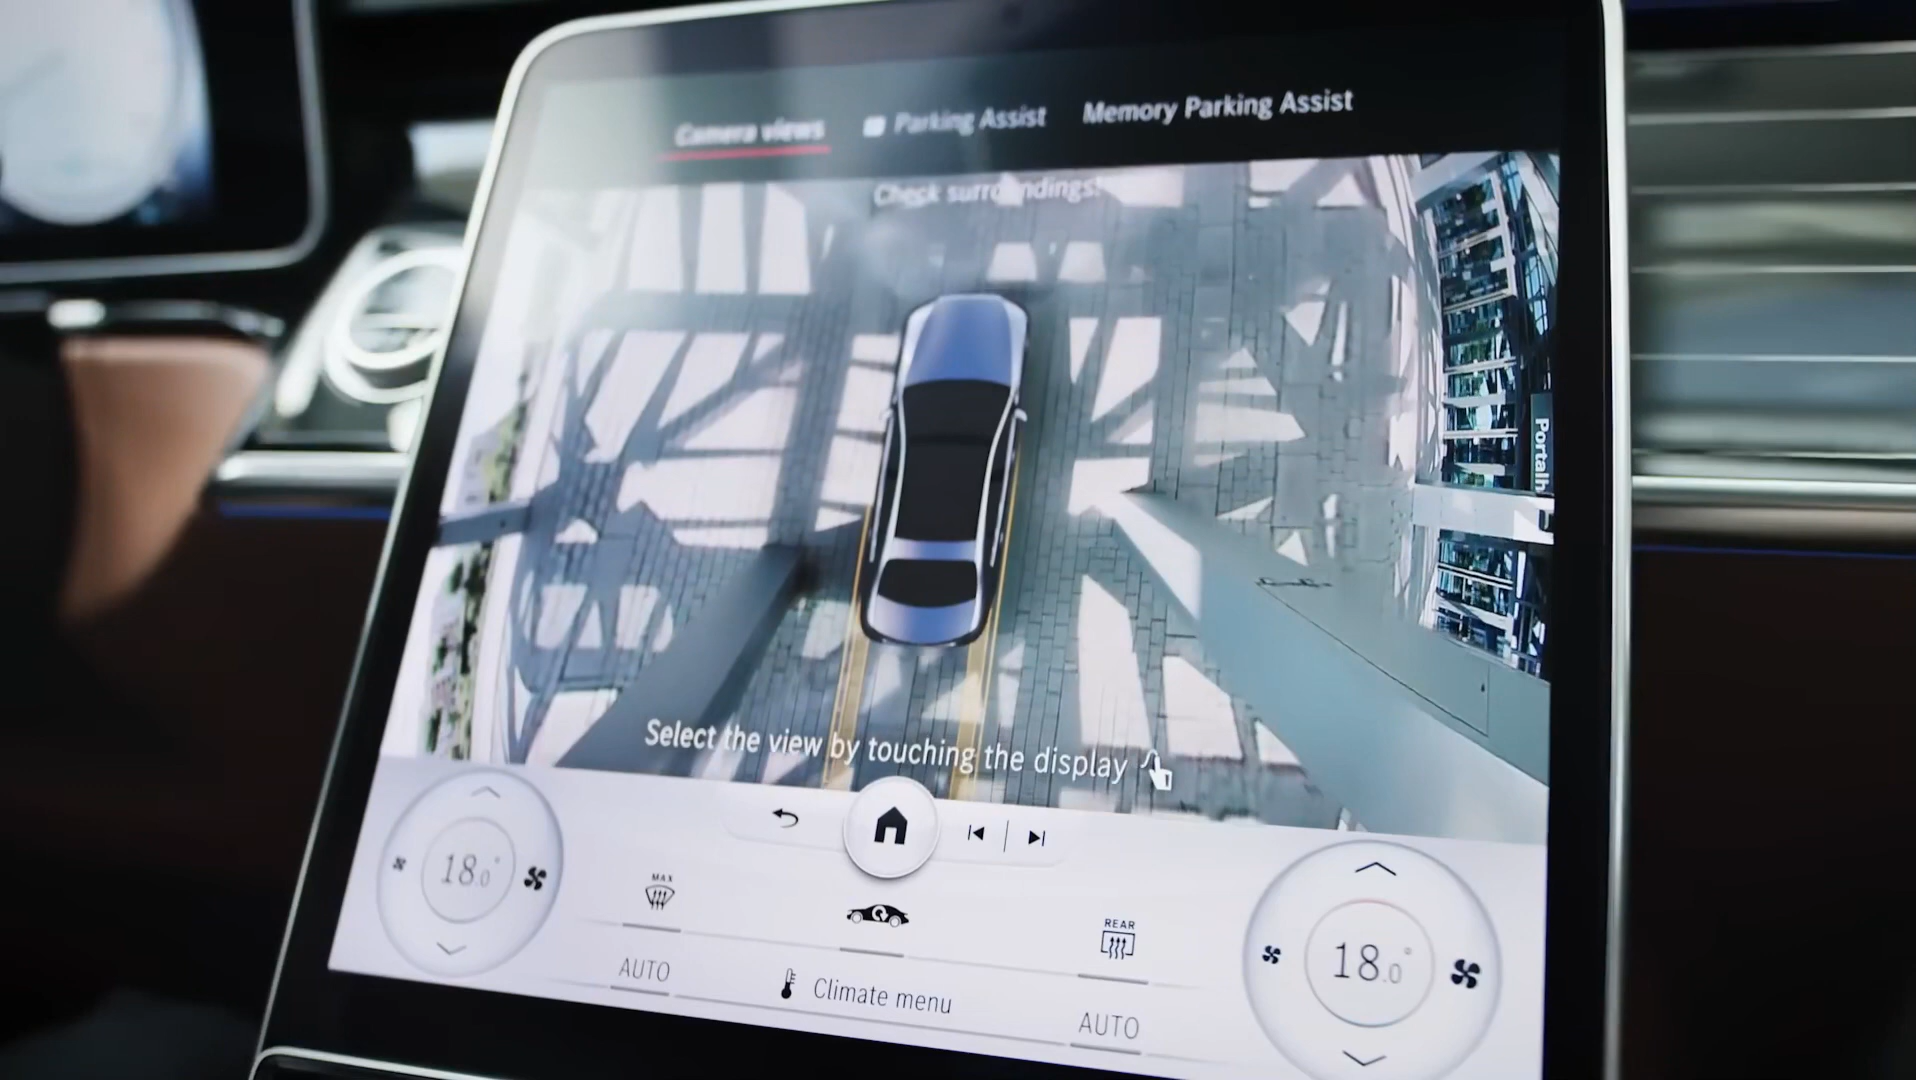 Camera views
Parking Assist
Memory Parking Assist
Check surroundings!
Portalh
Select the view by touching the display
18.0°
MAX
REAR
18.0°
AUTO
Climate menu
AUTO